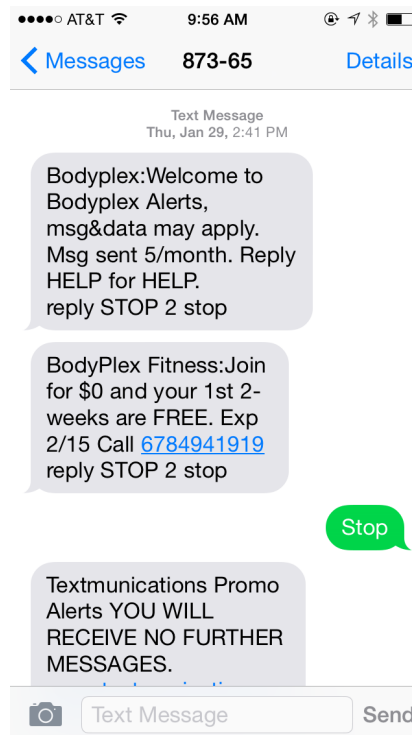 AT&T 9:56 AM
Messages 873-65 Details
Text Message
Thu, Jan 29, 2:41 PM
Bodyplex:Welcome to
Bodyplex Alerts,
msg&data may apply.
Msg sent 5/month. Reply
HELP for HELP.
reply STOP 2 stop
BodyPlex Fitness:Join
for $0 and your 1st 2-
weeks are FREE. Exp
2/15 Call 6784941919
reply STOP 2 stop
Stop
Textmunications Promo
Alerts YOU WILL
RECEIVE NO FURTHER
MESSAGES.
Text Message Send